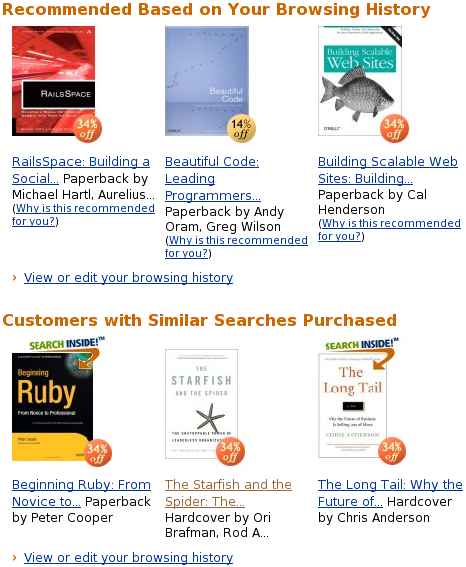 Recommended Based on Your Browsing History
RAILSSPACE
34% off
Beautiful
Code
O'REILLY
14% off
Building Scalable
Web Sites
O'REILLY
34% off
RailsSpace: Building a
Social... Paperback by
Michael Hartl, Aurelius...
(Why is this recommended
for you?)
Beautiful Code:
Leading
Programmers...
Paperback by Andy
Oram, Greg Wilson
(Why is this recommended
for you?)
Building Scalable Web
Sites: Building...
Paperback by Cal
Henderson
(Why is this recommended
for you?)
› View or edit your browsing history
Customers with Similar Searches Purchased
SEARCH INSIDE!™
Beginning
Ruby
From Novice to Professional
Peter Cooper
34% off
THE
STARFISH
AND THE SPIDER
THE UNSTOPPABLE POWER OF
LEADERLESS ORGANIZATIONS
34% off
SEARCH INSIDE!™
The
Long Tail
Why the Future of Business
Is Selling Less of More
CHRIS ANDERSON
34% off
Beginning Ruby: From
Novice to... Paperback
by Peter Cooper
The Starfish and the
Spider: The...
Hardcover by Ori
Brafman, Rod A...
The Long Tail: Why the
Future of... Hardcover
by Chris Anderson
› View or edit your browsing history